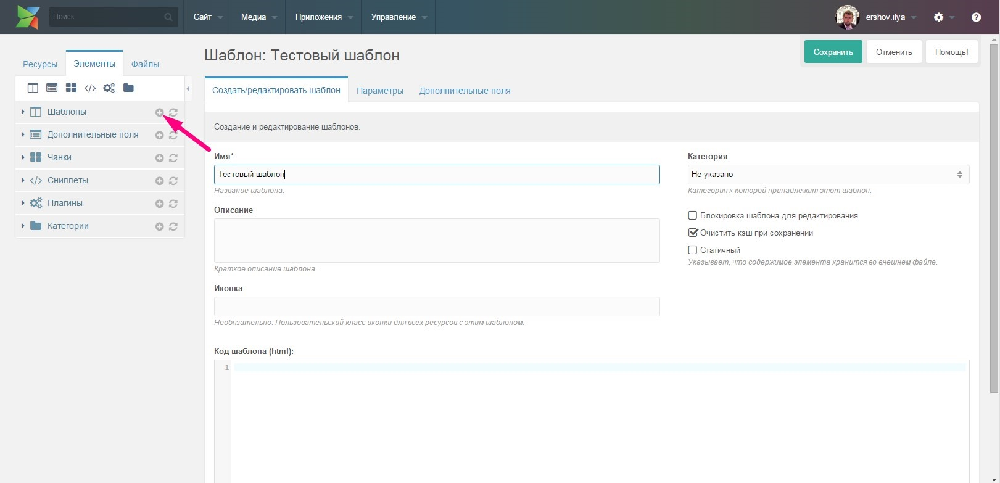 Поиск
Сайт
Медиа
Приложения
Управление
ershov.ilya
Ресурсы
Элементы
Файлы
Шаблон: Тестовый шаблон
Сохранить
Отменить
Помощь!
Создать/редактировать шаблон
Параметры
Дополнительные поля
Шаблоны
Дополнительные поля
Чанки
Сниппеты
Плагины
Категории
Создание и редактирование шаблонов.
Имя*
Тестовый шаблон
Название шаблона.
Описание
Краткое описание шаблона.
Иконка
Необязательно. Пользовательский класс иконки для всех ресурсов с этим шаблоном.
Категория
Не указано
Категория к которой принадлежит этот шаблон.
Блокировка шаблона для редактирования
Очистить кэш при сохранении
Статичный
Указывает, что содержимое элемента хранится во внешнем файле.
Код шаблона (html):
1